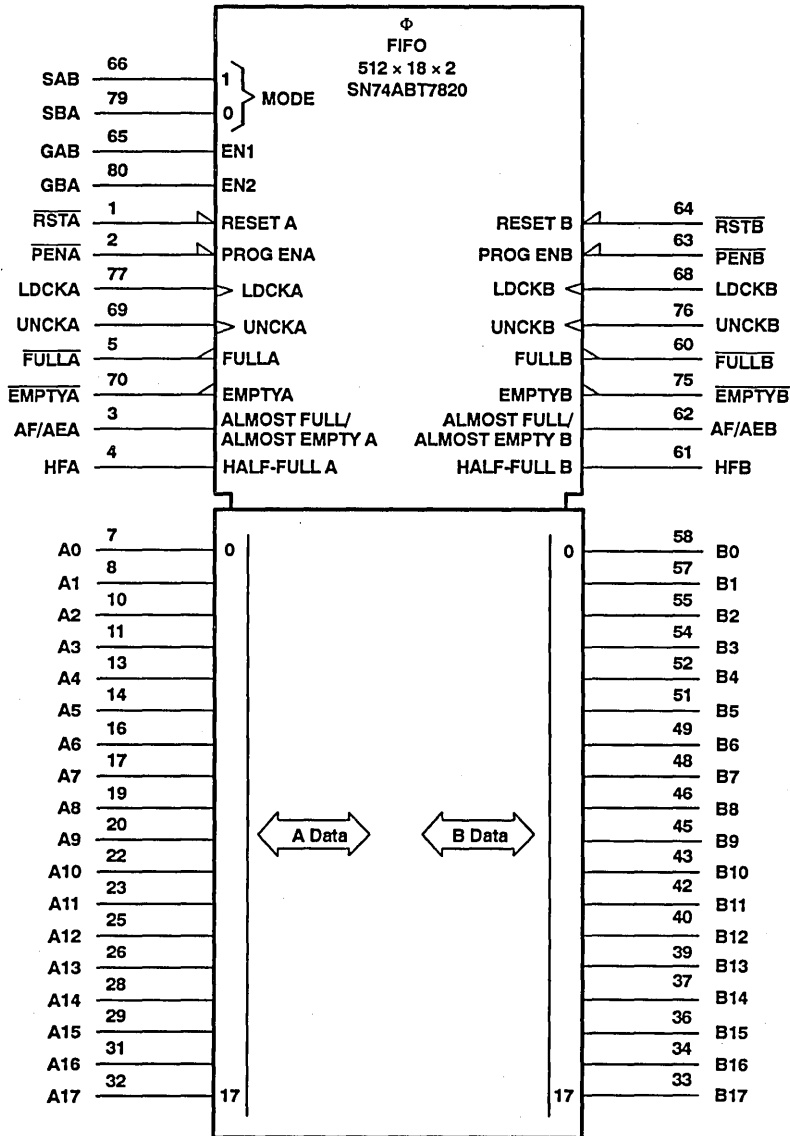 Φ
FIFO
512 × 18 × 2
SN74ABT7820
SAB 66 1 MODE
SBA 79 0
GAB 65 EN1
GBA 80 EN2
RSTA 1 RESET A RESET B 64 RSTB
PENA 2 PROG ENA PROG ENB 63 PENB
LDCKA 77 LDCKA LDCKB 68 LDCKB
UNCKA 69 UNCKA UNCKB 76 UNCKB
FULLA 5 FULLA FULLB 60 FULLB
EMPTYA 70 EMPTYA EMPTYB 75 EMPTYB
AF/AEA 3 ALMOST FULL/ ALMOST FULL/ 62 AF/AEB
ALMOST EMPTY A ALMOST EMPTY B
HFA 4 HALF-FULL A HALF-FULL B 61 HFB
A0 7 0 0 58 B0
A1 8 57 B1
A2 10 55 B2
A3 11 54 B3
A4 13 52 B4
A5 14 51 B5
A6 16 49 B6
A7 17 48 B7
A8 19 46 B8
A9 20 A Data B Data 45 B9
A10 22 43 B10
A11 23 42 B11
A12 25 40 B12
A13 26 39 B13
A14 28 37 B14
A15 29 36 B15
A16 31 34 B16
A17 32 17 17 33 B17